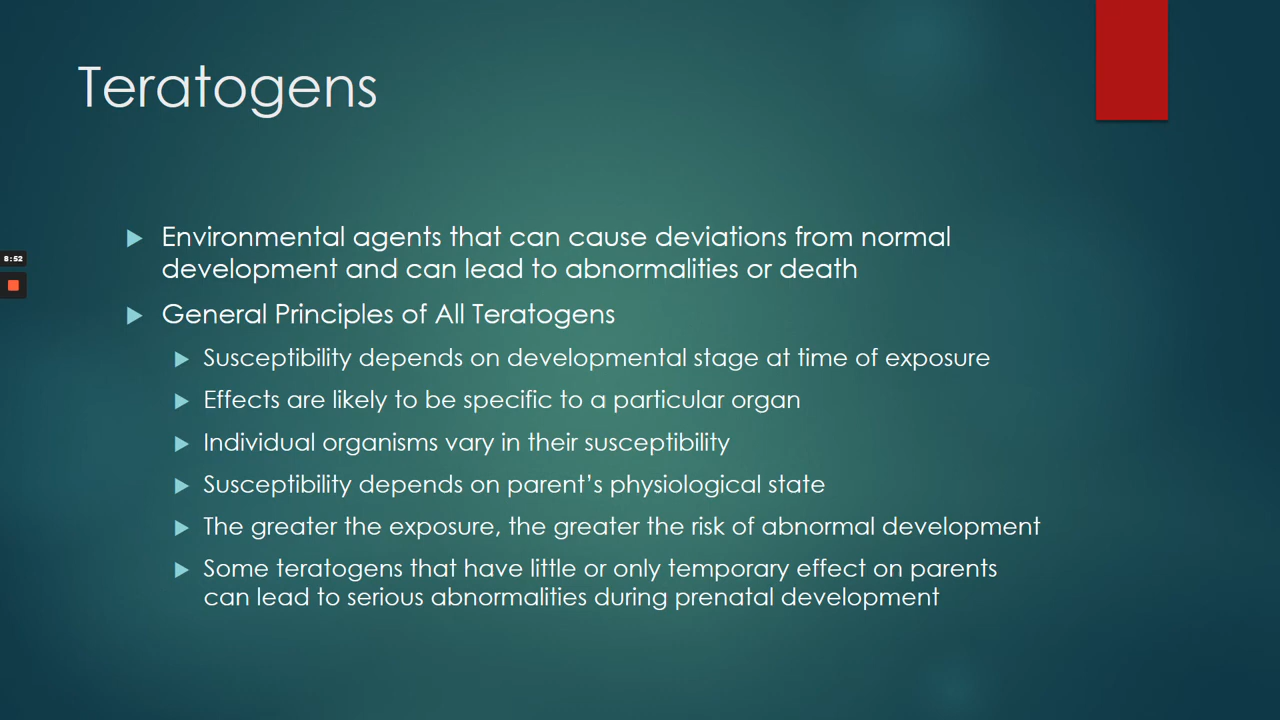 Teratogens
Environmental agents that can cause deviations from normal
development and can lead to abnormalities or death
General Principles of All Teratogens
Susceptibility depends on developmental stage at time of exposure
Effects are likely to be specific to a particular organ
Individual organisms vary in their susceptibility
Susceptibility depends on parent’s physiological state
The greater the exposure, the greater the risk of abnormal development
Some teratogens that have little or only temporary effect on parents
can lead to serious abnormalities during prenatal development
8:52